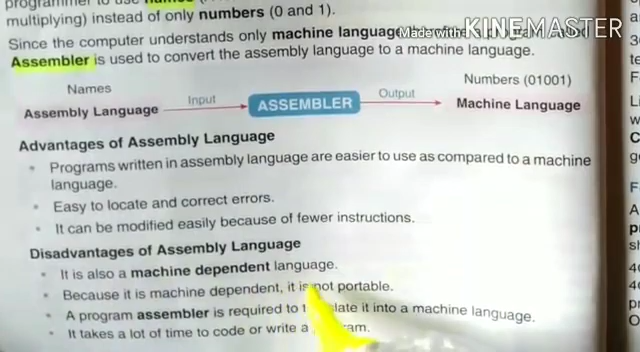 programmer to use names
multiplying) instead of only numbers (0 and 1).
Since the computer understands only machine language
Made with KINEMASTER
Assembler is used to convert the assembly language to a machine language.
Names
Numbers (01001)
Assembly Language Input ASSEMBLER Output Machine Language
Advantages of Assembly Language
• Programs written in assembly language are easier to use as compared to a machine
language.
• Easy to locate and correct errors.
• It can be modified easily because of fewer instructions.
Disadvantages of Assembly Language
• It is also a machine dependent language.
• Because it is machine dependent, it is not portable.
• A program assembler is required to late it into a machine language.
• It takes a lot of time to code or write a am.